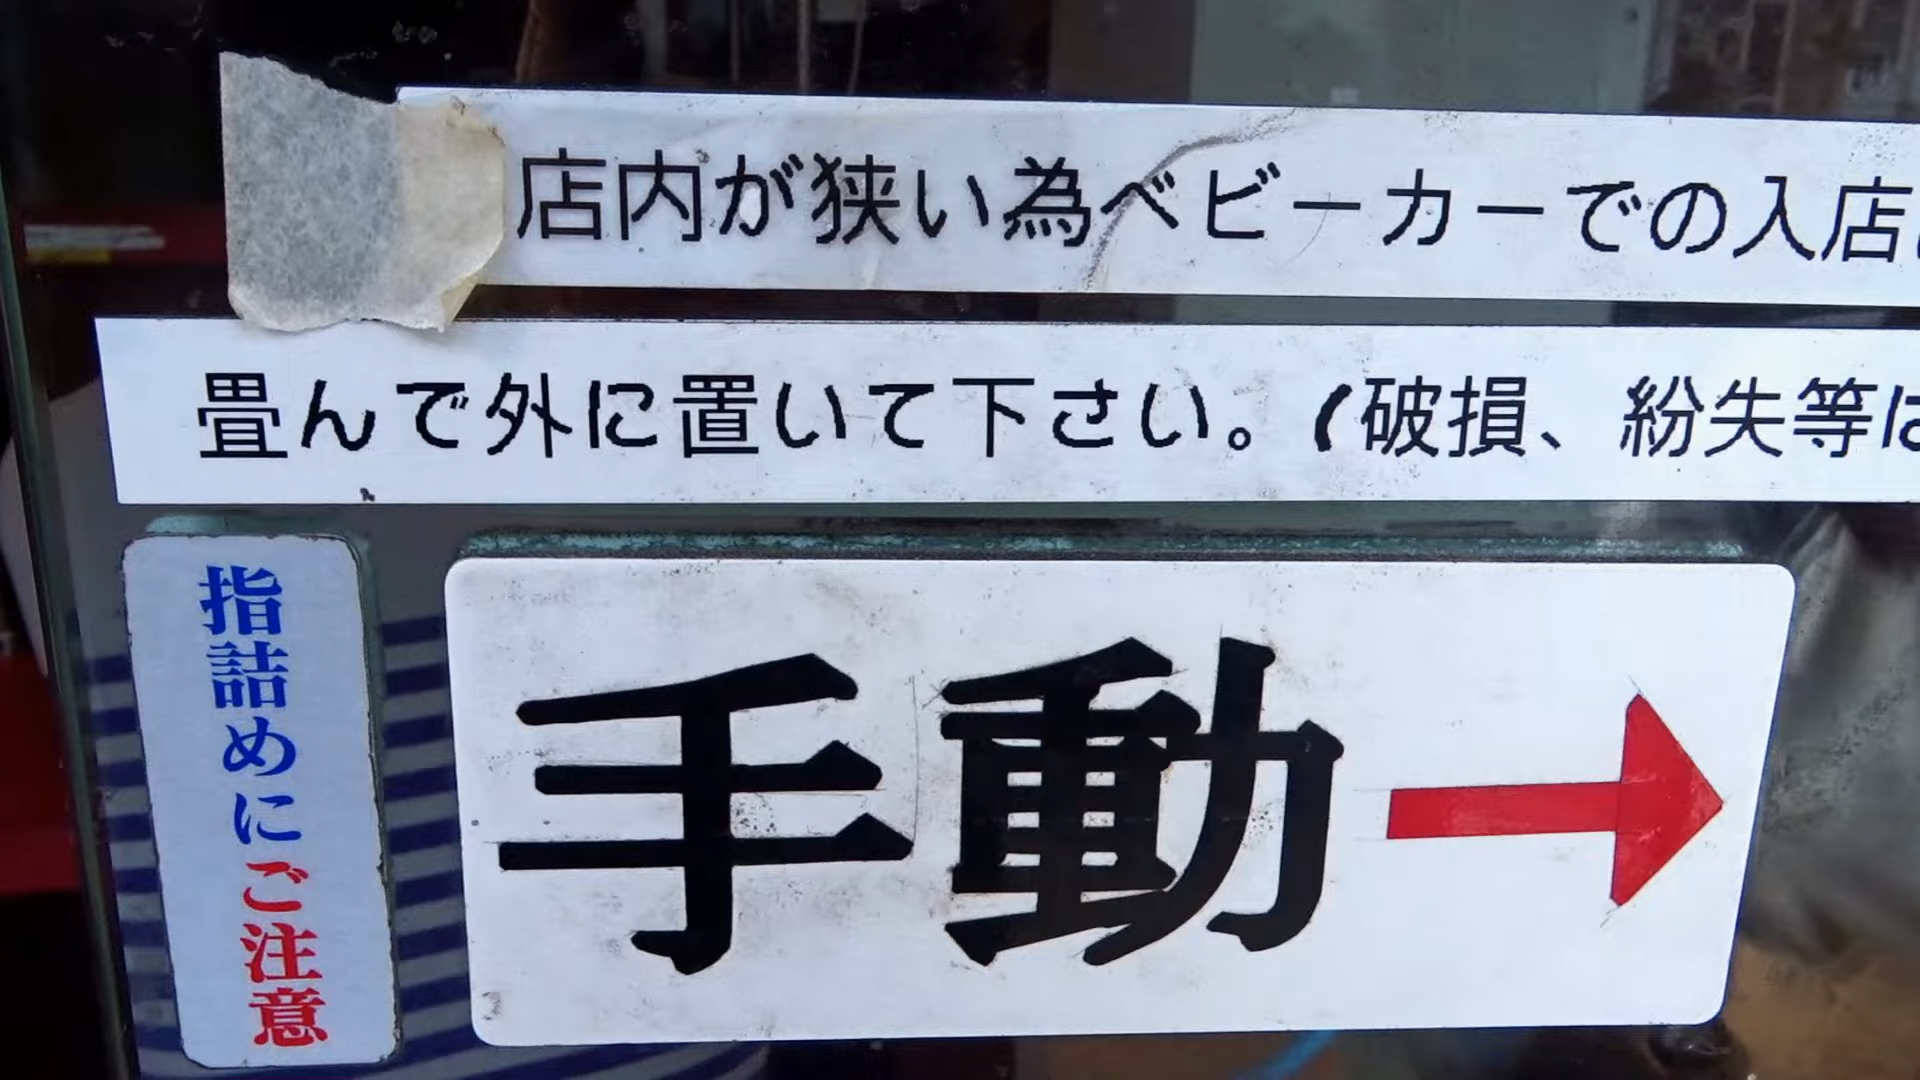 店内が狭い為ベビーカーでの入店
畳んで外に置いて下さい。(破損、紛失等は
指詰めにご注意
手動→